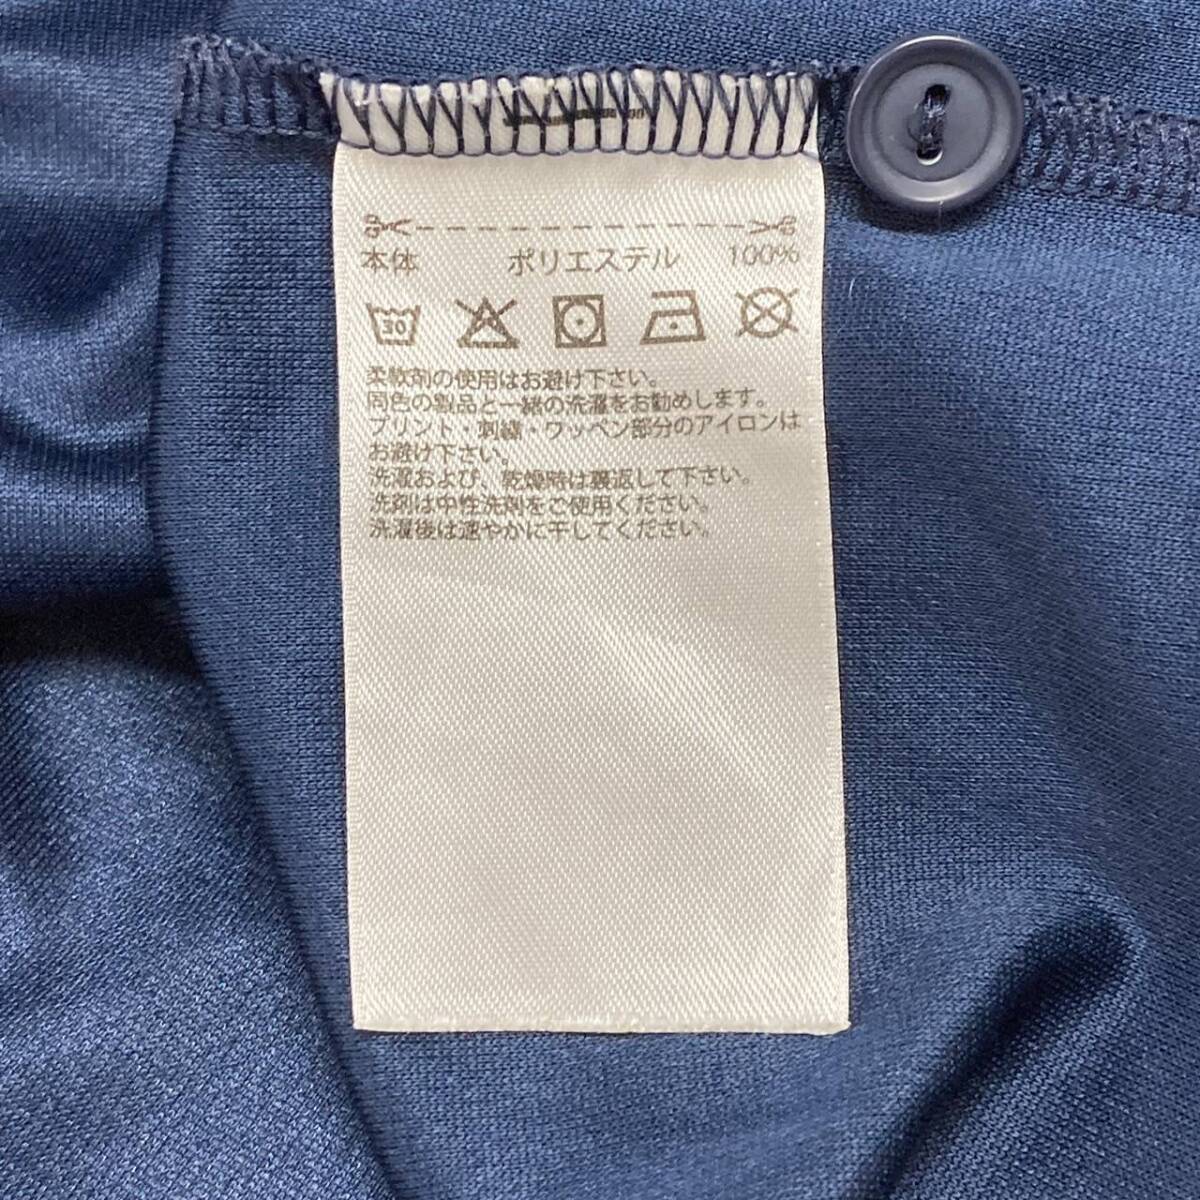 本体 ポリエステル 100%
30
柔軟剤の使用はお避け下さい。
同色の製品と一緒の洗濯をお勧めします。
プリント・刺繍・ワッペン部分のアイロンは
お避け下さい。
洗濯および、乾燥時は裏返して下さい。
洗剤は中性洗剤をご使用ください。
洗濯後は速やかに干してください。